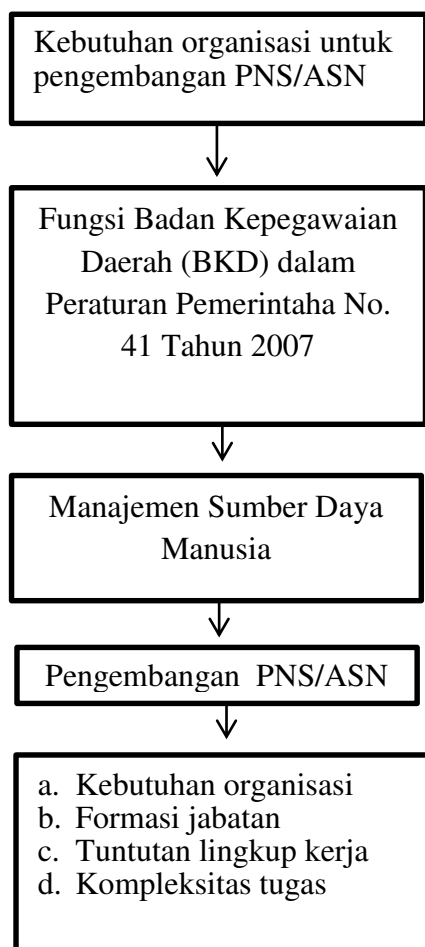 Kebutuhan organisasi untuk
pengembangan PNS/ASN
Fungsi Badan Kepegawaian
Daerah (BKD) dalam
Peraturan Pemerintaha No.
41 Tahun 2007
Manajemen Sumber Daya
Manusia
Pengembangan PNS/ASN
a. Kebutuhan organisasi
b. Formasi jabatan
c. Tuntutan lingkup kerja
d. Kompleksitas tugas